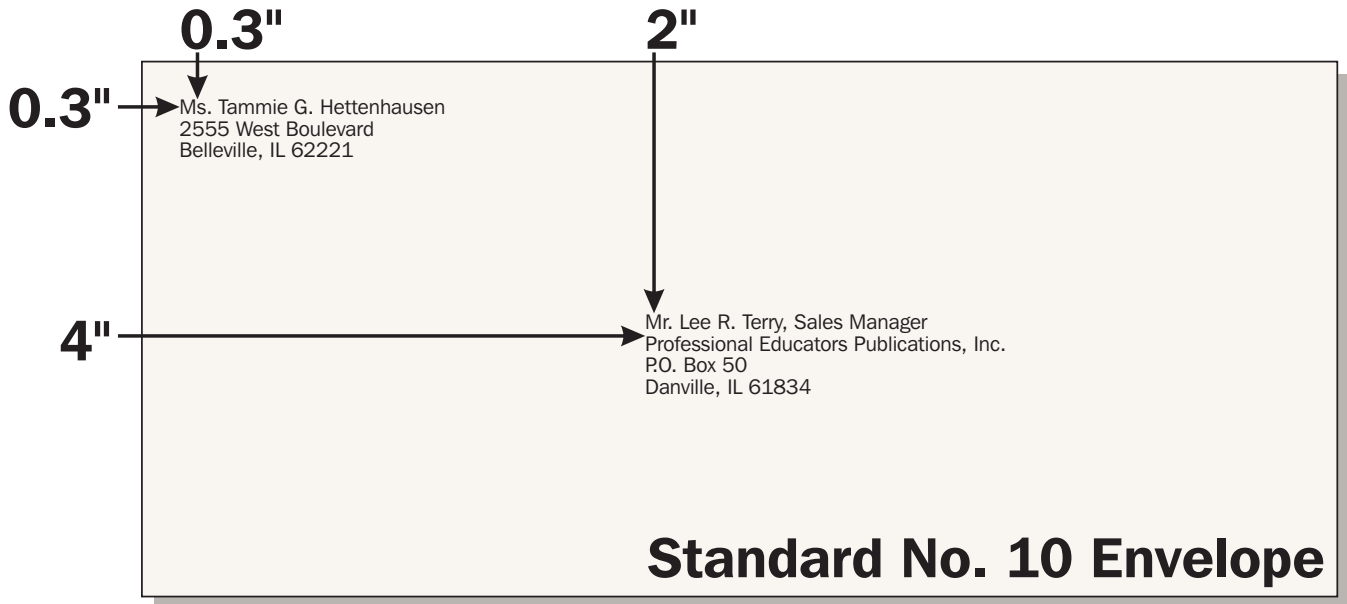 0.3" 2"
0.3"
Ms. Tammie G. Hettenhausen
2555 West Boulevard
Belleville, IL 62221
4"
Mr. Lee R. Terry, Sales Manager
Professional Educators Publications, Inc.
P.O. Box 50
Danville, IL 61834
Standard No. 10 Envelope